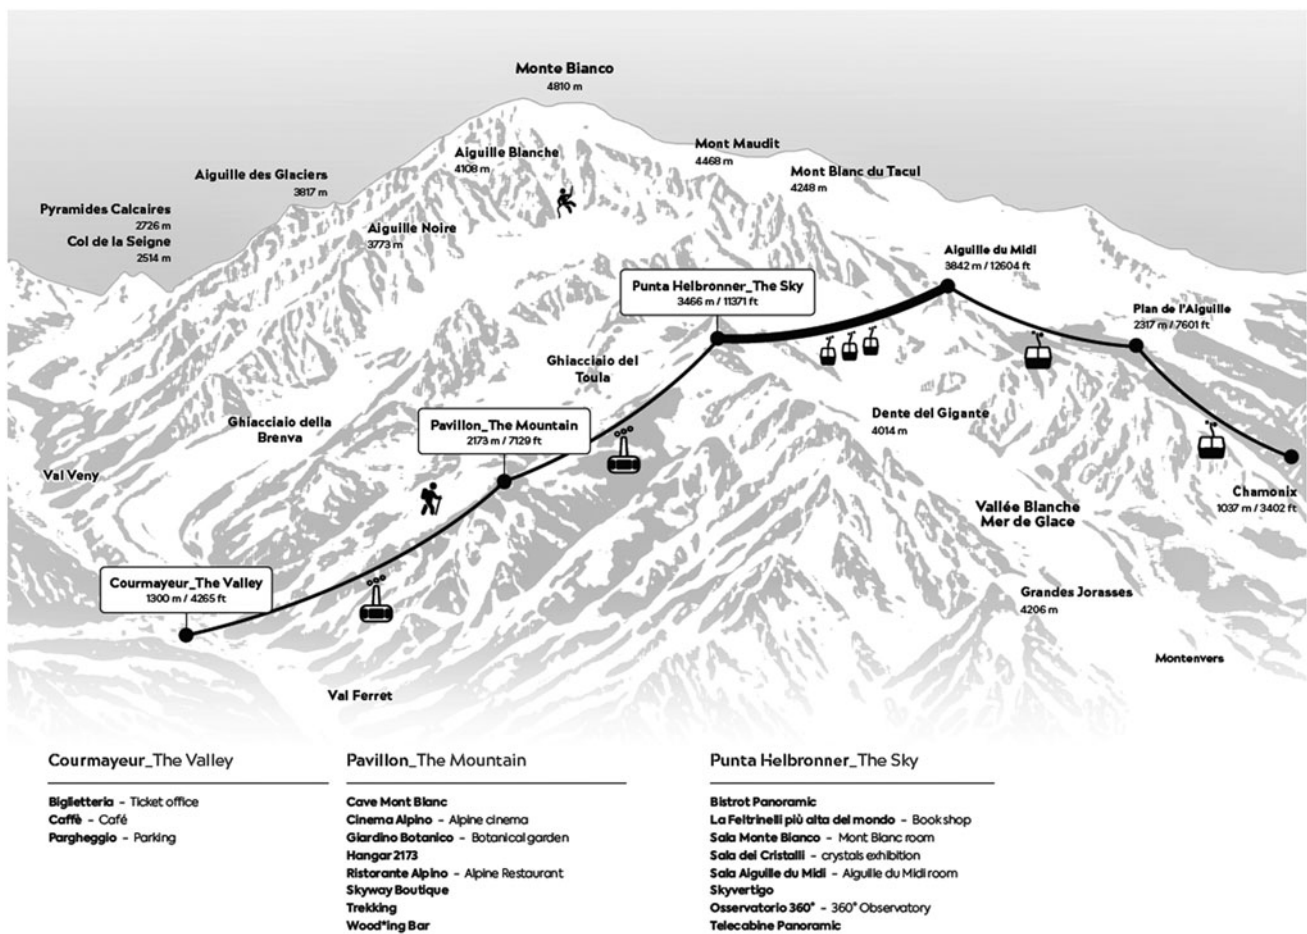 Monte Bianco
4810 m
Mont Maudit
4468 m
Aiguille Blanche
4108 m
Mont Blanc du Tacul
4248 m
Aiguille des Glaciers
3817 m
Pyramides Calcaires
2726 m
Col de la Seigne
2514 m
Aiguille Noire
3773 m
Aiguille du Midi
3842 m / 12604 ft
Punta Helbronner_The Sky
3466 m / 11371 ft
Plan de l'Aiguille
2317 m / 7601 ft
Ghiacciaio del
Toula
Ghiacciaio della
Brenva
Pavillon_The Mountain
2173 m / 7129 ft
Dente del Gigante
4014 m
Val Veny
Chamonix
1037 m / 3402 ft
Vallée Blanche
Mer de Glace
Courmayeur_The Valley
1300 m / 4265 ft
Grandes Jorasses
4206 m
Montenvers
Val Ferret
Courmayeur_The Valley
Biglietteria - Ticket office
Caffè - Café
Pargheggio - Parking
Pavillon_The Mountain
Cave Mont Blanc
Cinema Alpino - Alpine cinema
Giardino Botanico - Botanical garden
Hangar 2173
Ristorante Alpino - Alpine Restaurant
Skyway Boutique
Trekking
Wood*ing Bar
Punta Helbronner_The Sky
Bistrot Panoramic
La Feltrinelli più alta del mondo - Book shop
Sala Monte Bianco - Mont Blanc room
Sala dei Cristalli - crystals exhibition
Sala Aiguille du Midi - Aiguille du Midi room
Skyvertigo
Osservatorio 360° - 360° Observatory
Telecabine Panoramic